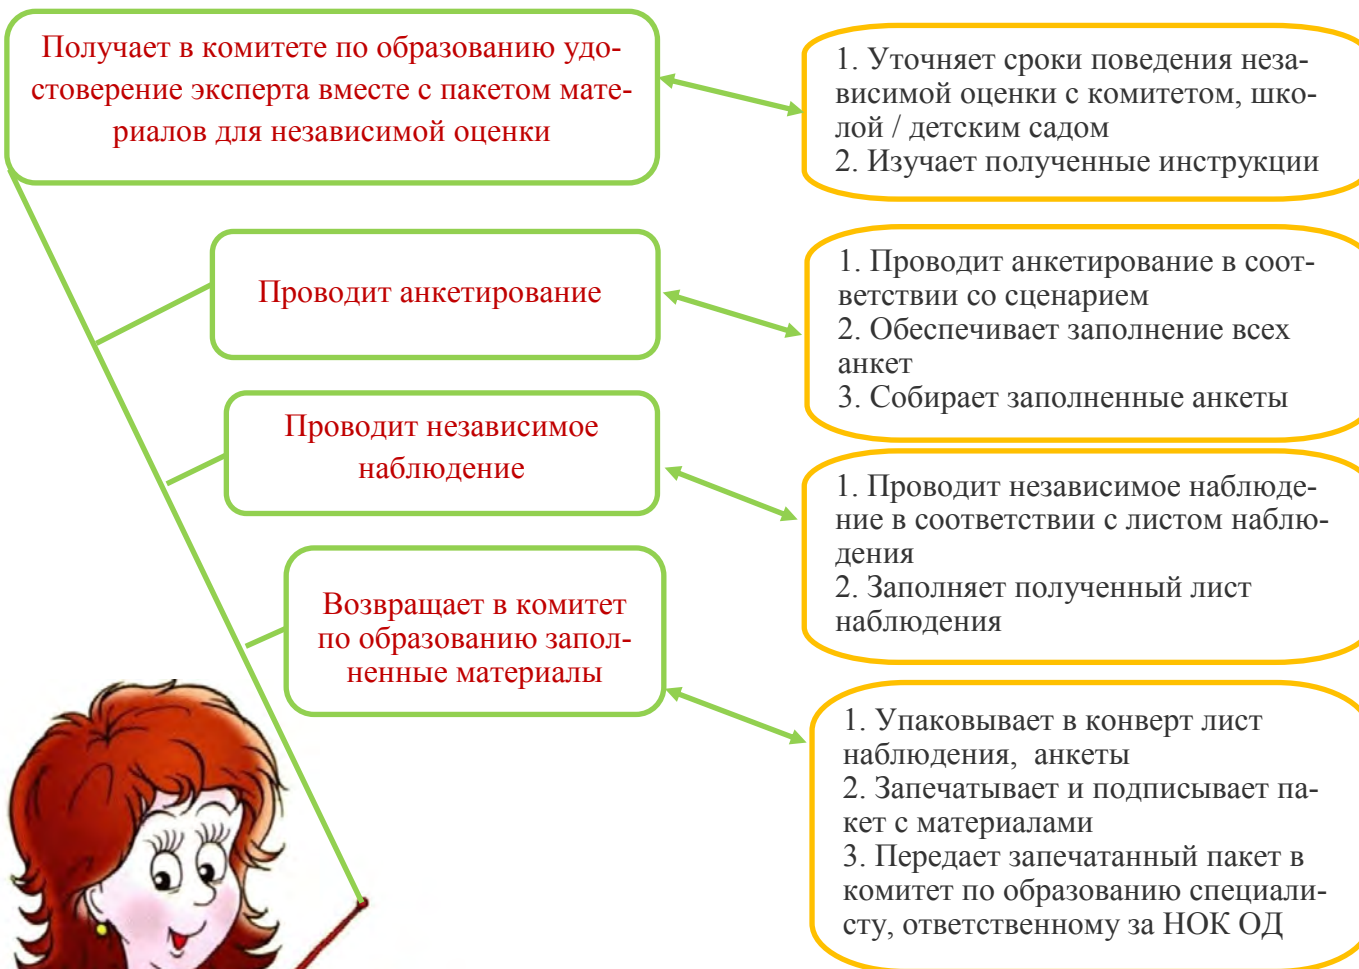 Получает в комитете по образованию удо-
стоверение эксперта вместе с пакетом мате-
риалов для независимой оценки
1. Уточняет сроки поведения неза-
висимой оценки с комитетом, шко-
лой / детским садом
2. Изучает полученные инструкции
Проводит анкетирование
1. Проводит анкетирование в соот-
ветствии со сценарием
2. Обеспечивает заполнение всех
анкет
3. Собирает заполненные анкеты
Проводит независимое
наблюдение
1. Проводит независимое наблюде-
ние в соответствии с листом наблю-
дения
2. Заполняет полученный лист
наблюдения
Возвращает в комитет
по образованию запол-
ненные материалы
1. Упаковывает в конверт лист
наблюдения, анкеты
2. Запечатывает и подписывает па-
кет с материалами
3. Передает запечатанный пакет в
комитет по образованию специали-
сту, ответственному за НОК ОД